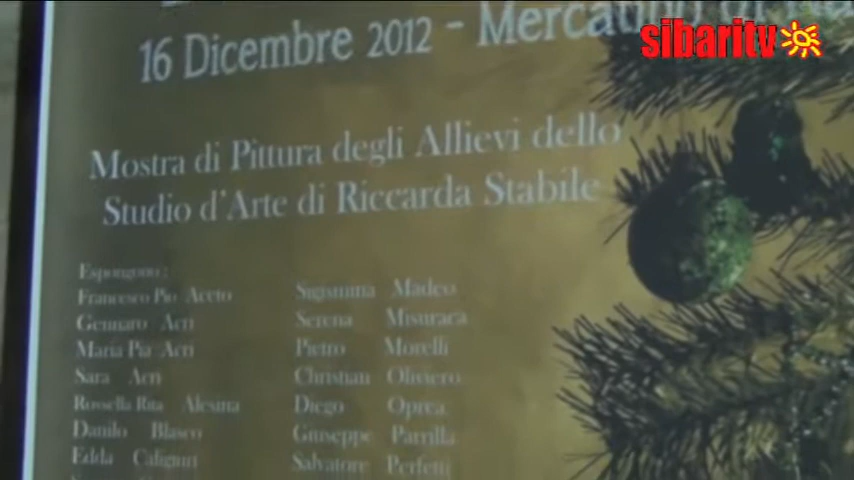 sibaritv
16 Dicembre 2012 - Mercatino
Mostra di Pittura degli Allievi dello
Studio d'Arte di Riccarda Stabile
Espongono:
Francesco Pio Aceto
Gennaro Acri
Maria Pia Acri
Sara Acri
Rossella Rita Alesina
Danilo Blasco
Edda Caligiuri
Sigismina Madeo
Serena Misuraca
Pietro Morelli
Christian Oliviero
Diego Oprea
Giuseppe Parrilla
Salvatore Perfetti